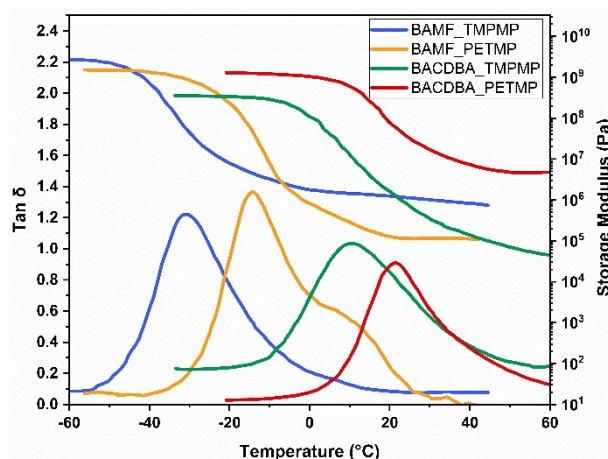 BAMF_TMPMP
BAMF_PETMP
BACDBA_TMPMP
BACDBA_PETMP
2.4
2.2
2.0
1.8
1.6
1.4
1.2
1.0
0.8
0.6
0.4
0.2
0.0
Tan δ
10^10
10^9
10^8
10^7
10^6
10^5
10^4
10^3
10^2
10^1
Storage Modulus (Pa)
-60 -40 -20 0 20 40 60
Temperature (°C)